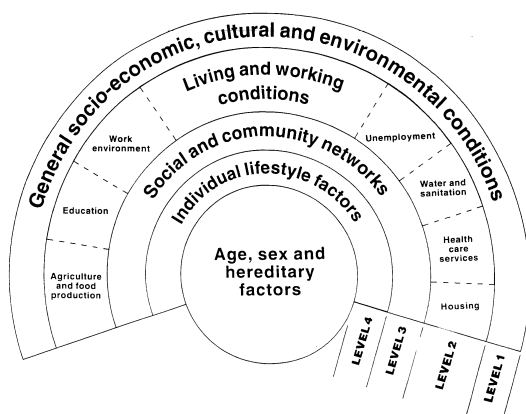 General socio-economic, cultural and environmental conditions
Living and working
conditions
Work
environment
Unemployment
Social and community networks
Water and
sanitation
Individual lifestyle factors
Education
Health
care
services
Age, sex and
hereditary
factors
Agriculture
and food
production
Housing
LEVEL 4
LEVEL 3
LEVEL 2
LEVEL 1